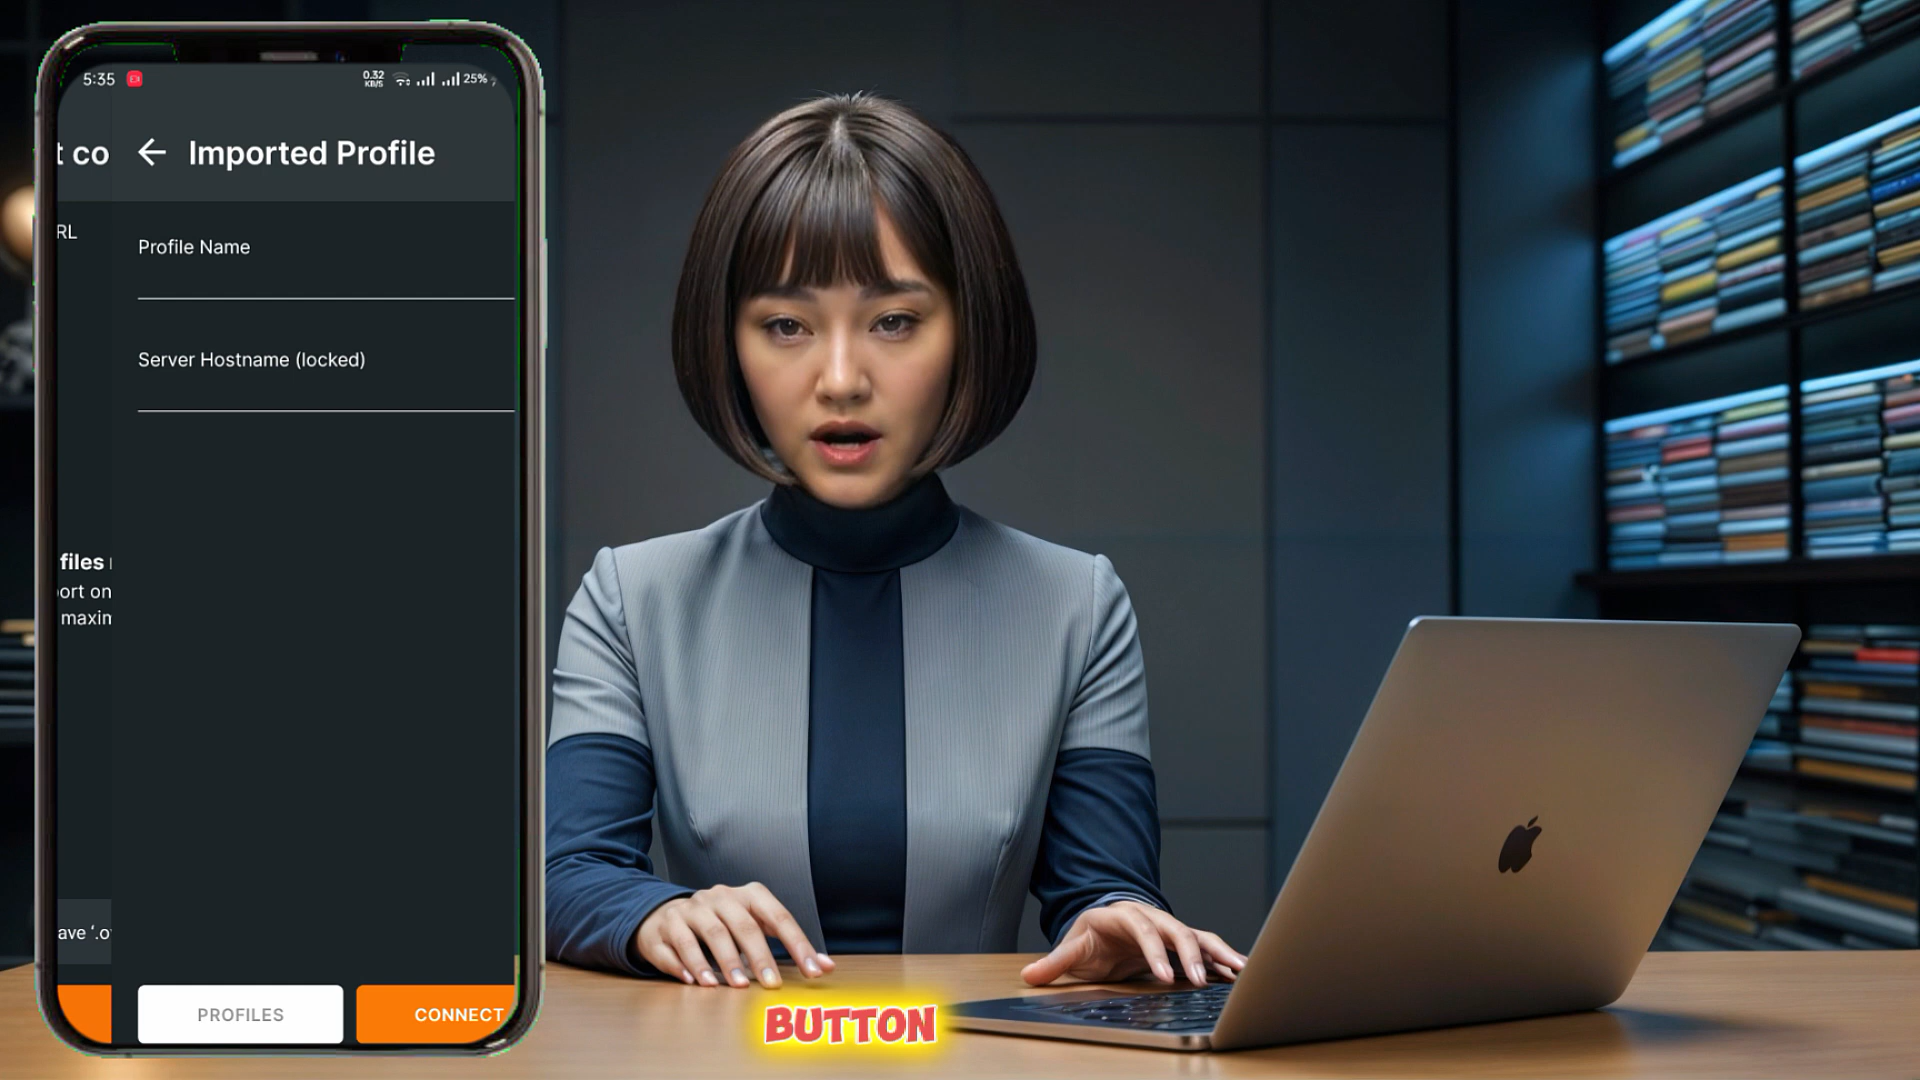 5:35
0.32
KB/S
25%
t co
Imported Profile
RL
Profile Name
Server Hostname (locked)
files
ort on
maxin
ave '.o
PROFILES
CONNECT
BUTTON